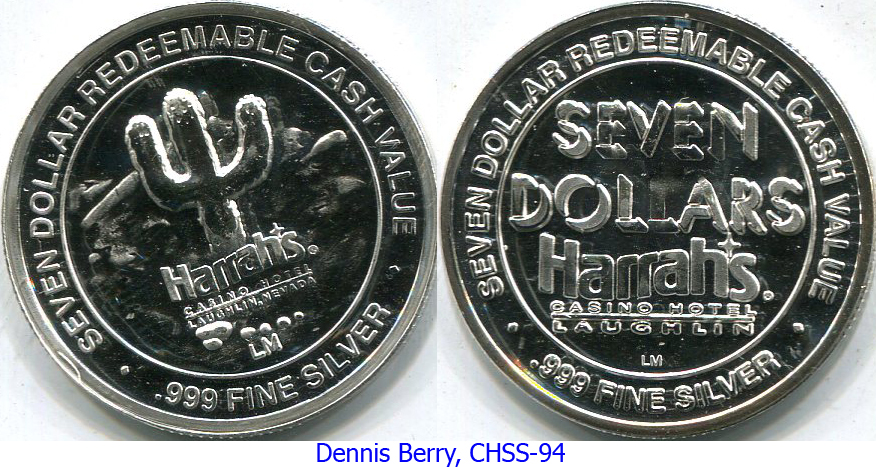 SEVEN DOLLAR REDEEMABLE CASH VALUE
Harrah's
CASINO HOTEL
LAUGHLIN, NEVADA
LM
.999 FINE SILVER
SEVEN DOLLAR REDEEMABLE CASH VALUE
SEVEN
DOLLARS
Harrah's
CASINO HOTEL
LAUGHLIN
LM
.999 FINE SILVER
Dennis Berry, CHSS-94